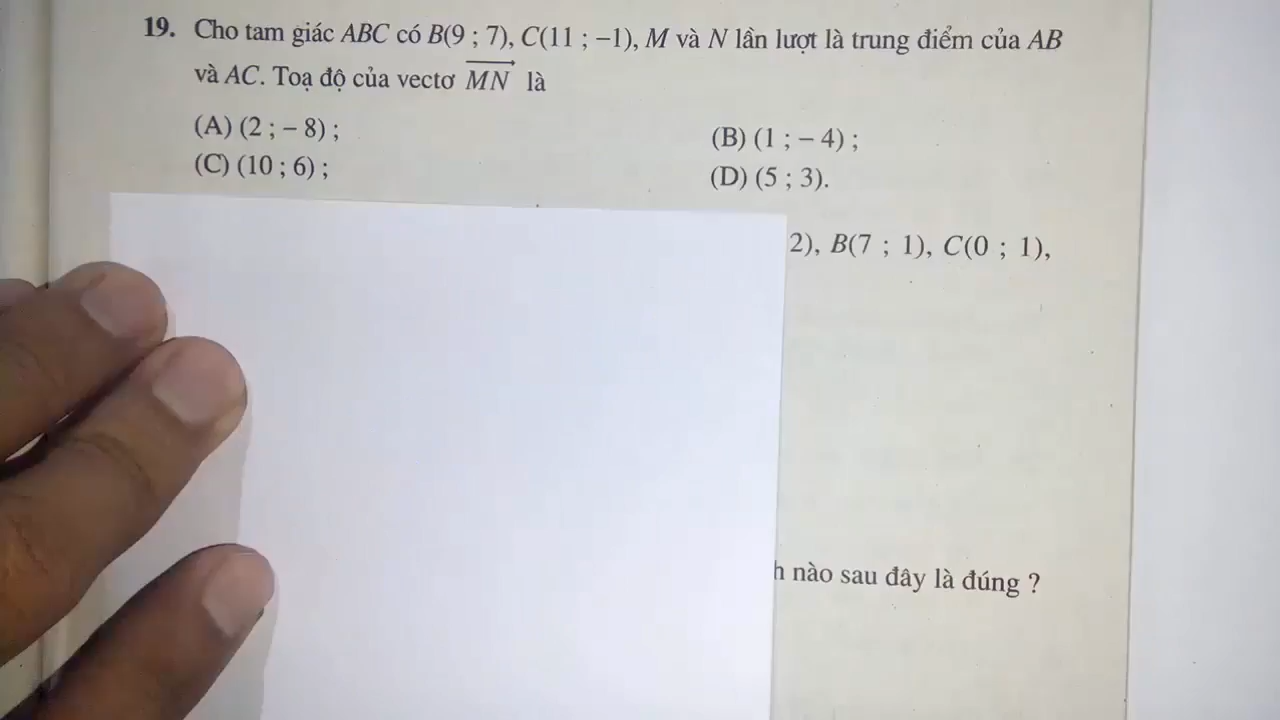 19. Cho tam giác ABC có B(9 ; 7), C(11 ; −1), M và N lần lượt là trung điểm của AB
và AC. Toạ độ của vectơ \overrightarrow{MN} là
(A) (2 ; − 8) ;
(B) (1 ; − 4) ;
(C) (10 ; 6) ;
(D) (5 ; 3).
2), B(7 ; 1), C(0 ; 1),
nào sau đây là đúng ?